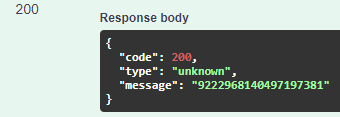 200
Response body
{
  "code": 200,
  "type": "unknown",
  "message": "9222968140497197381"
}